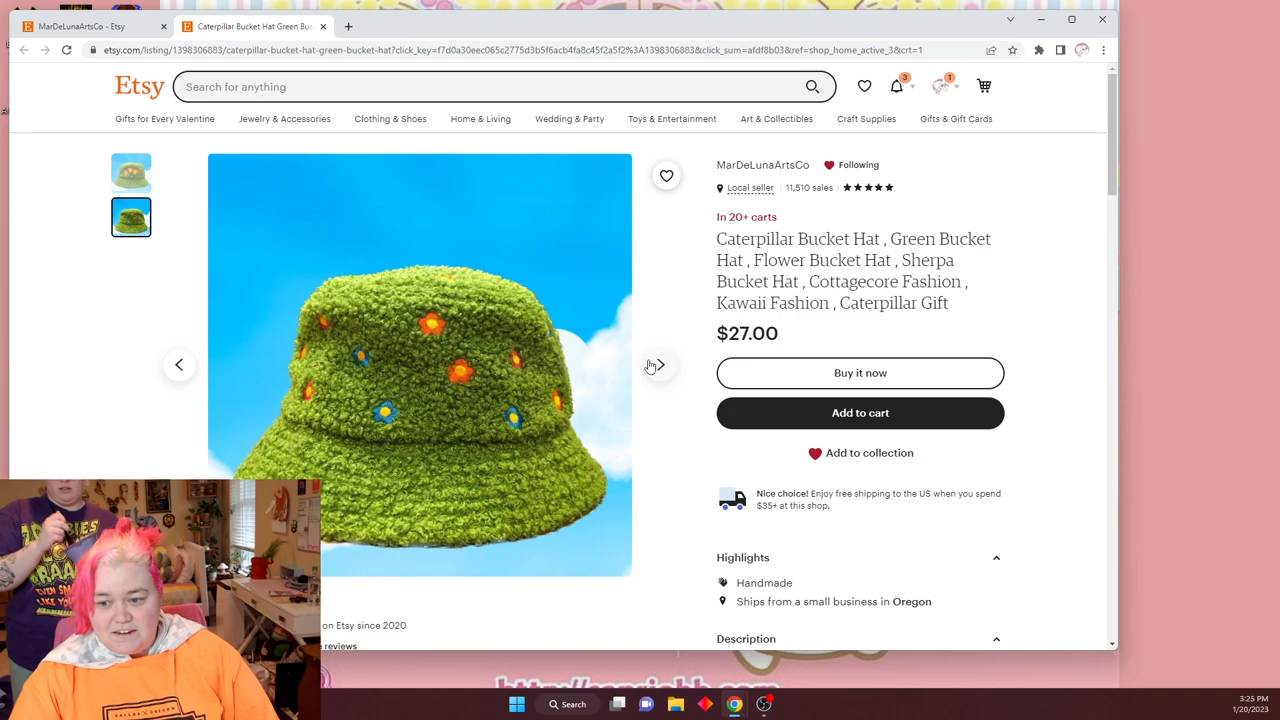 MarDeLunaArtsCo - Etsy
Caterpillar Bucket Hat Green Buc
etsy.com/listing/1398306883/caterpillar-bucket-hat-green-bucket-hat?click_key=f7d0a30eec065c2775d3b5f6acb4fa8c45f2a5f2%3A1398306883&click_sum=afdf8b03&ref=shop_home_active_3&crt=1
Etsy
Search for anything
3
1
Gifts for Every Valentine
Jewelry & Accessories
Clothing & Shoes
Home & Living
Wedding & Party
Toys & Entertainment
Art & Collectibles
Craft Supplies
Gifts & Gift Cards
MarDeLunaArtsCo
Following
Local seller
11,510 sales
In 20+ carts
Caterpillar Bucket Hat , Green Bucket
Hat , Flower Bucket Hat , Sherpa
Bucket Hat , Cottagecore Fashion ,
Kawaii Fashion , Caterpillar Gift
$27.00
Buy it now
Add to cart
Add to collection
Nice choice! Enjoy free shipping to the US when you spend
$35+ at this shop.
Highlights
Handmade
Ships from a small business in Oregon
Description
on Etsy since 2020
reviews
EVEN
LIKE
Search
3:25 PM
1/20/2023